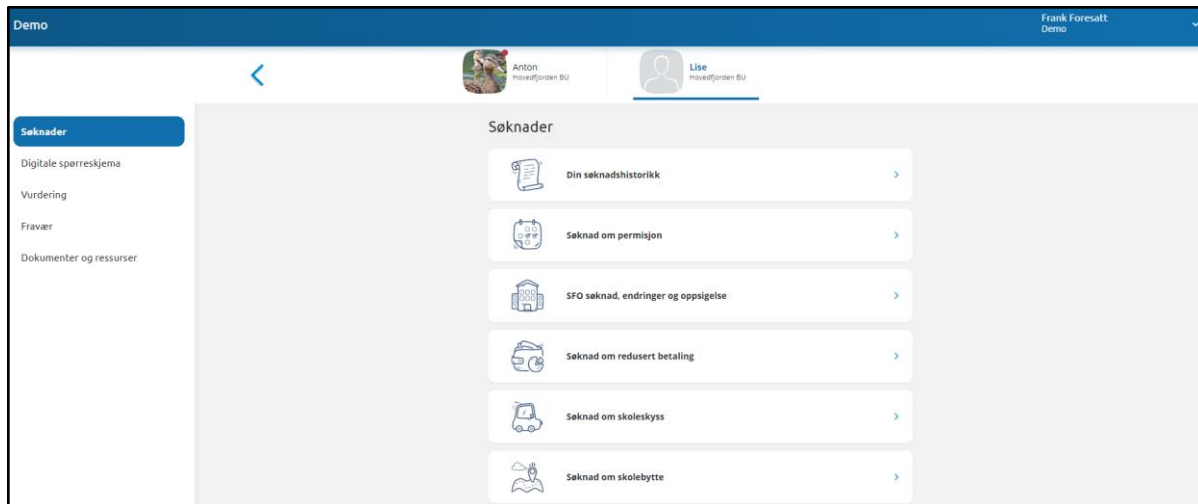 Demo
Frank Foresatt
Demo
Anton
Hovedfjorden BU
Lise
Hovedfjorden BU
Søknader
Digitale spørreskjema
Vurdering
Fravær
Dokumenter og ressurser
Søknader
Din søknadshistorikk
Søknad om permisjon
SFO søknad, endringer og oppsigelse
Søknad om redusert betaling
Søknad om skoleskyss
Søknad om skolebytte